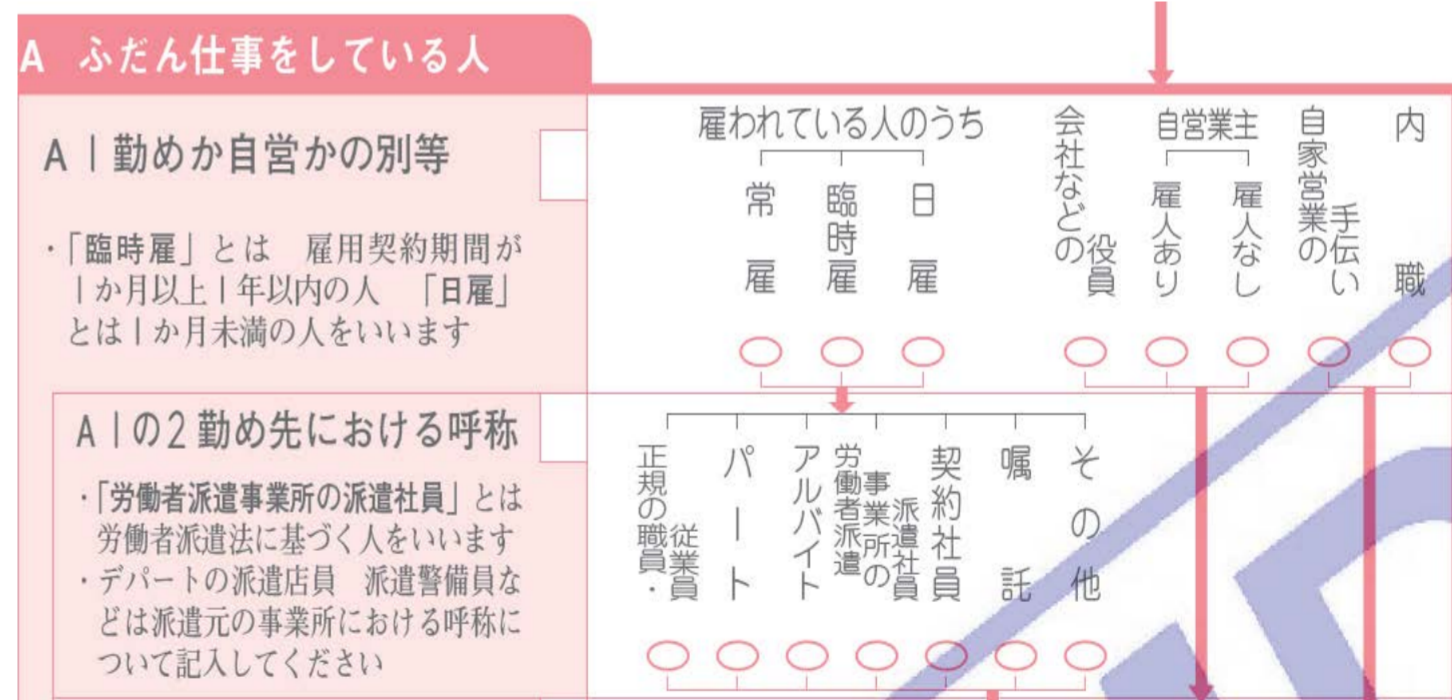 A ふだん仕事をしている人
A1勤めか自営かの別等
・「臨時雇」とは 雇用契約期間が
1か月以上1年以内の人 「日雇」
とは1か月未満の人をいいます
雇われている人のうち
常雇
臨時雇
日雇
会社などの
役員
自営業主
雇人あり
雇人なし
自家営業の
手伝い
内職
A1の2勤め先における呼称
・「労働者派遣事業所の派遣社員」とは
労働者派遣法に基づく人をいいます
・デパートの派遣店員 派遣警備員な
どは派遣元の事業所における呼称に
ついて記入してください
正規の職員・
従業員
パート
アルバイト
労働者派遣
事業所の
派遣社員
契約社員
嘱託
その他